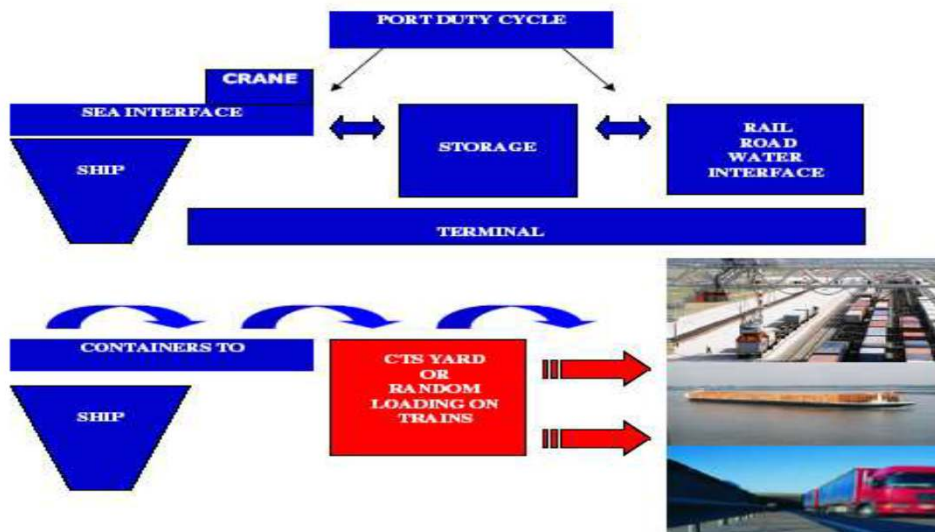 PORT DUTY CYCLE
CRANE
SEA INTERFACE
SHIP
STORAGE
RAIL
ROAD
WATER
INTERFACE
TERMINAL
CONTAINERS TO
SHIP
CTS YARD
OR
RANDOM
LOADING ON
TRAINS